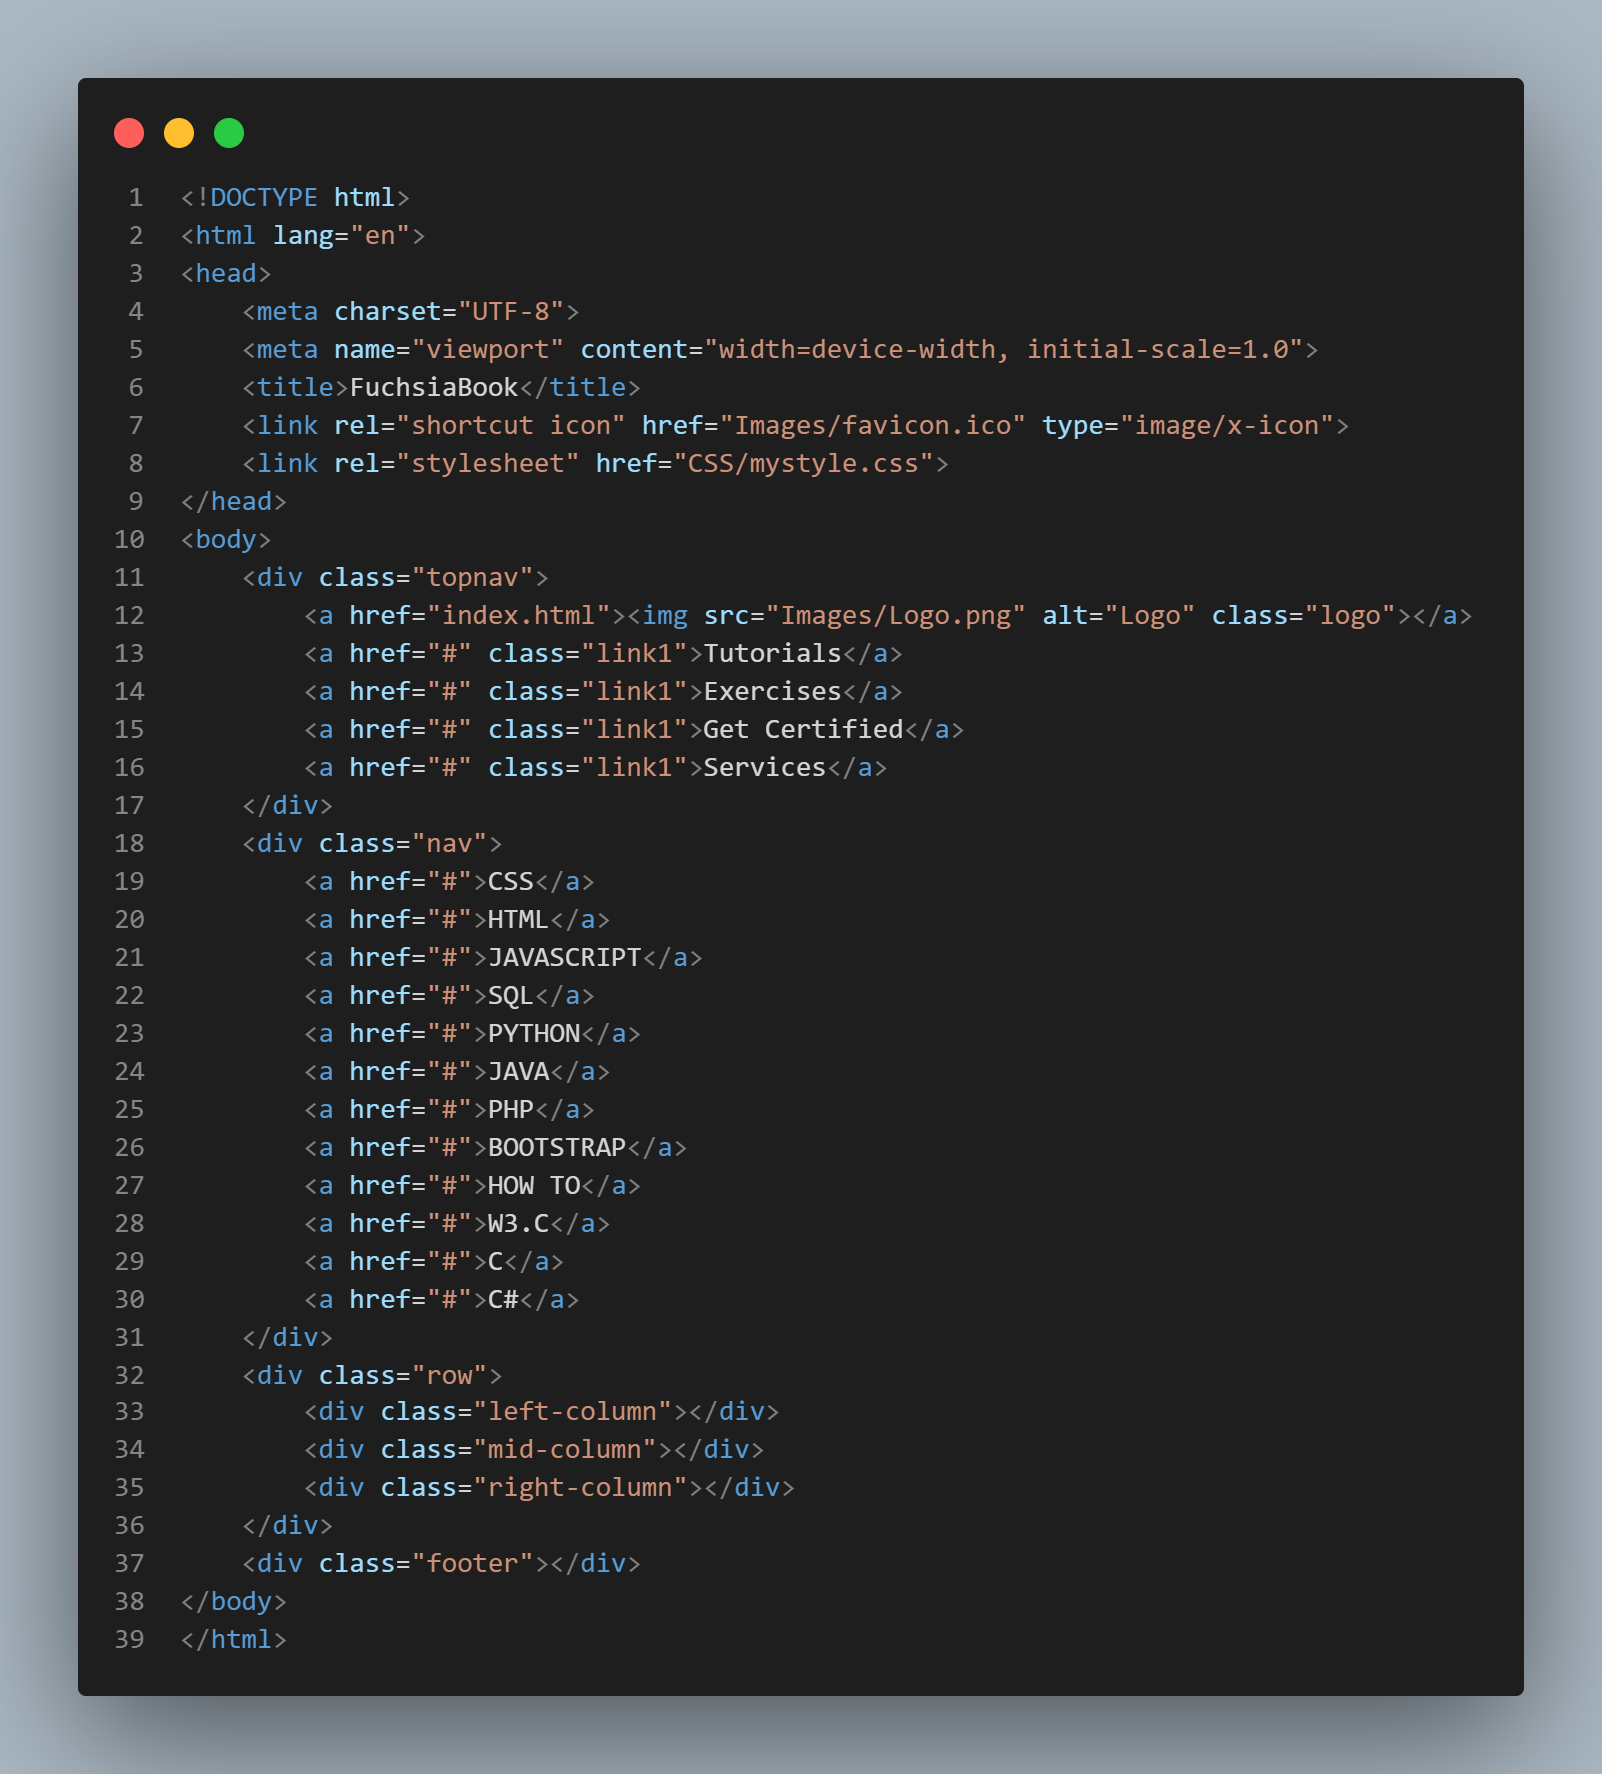 1 <!DOCTYPE html>
2 <html lang="en">
3 <head>
4     <meta charset="UTF-8">
5     <meta name="viewport" content="width=device-width, initial-scale=1.0">
6     <title>FuchsiaBook</title>
7     <link rel="shortcut icon" href="Images/favicon.ico" type="image/x-icon">
8     <link rel="stylesheet" href="CSS/mystyle.css">
9 </head>
10 <body>
11     <div class="topnav">
12         <a href="index.html"><img src="Images/Logo.png" alt="Logo" class="logo"></a>
13         <a href="#" class="link1">Tutorials</a>
14         <a href="#" class="link1">Exercises</a>
15         <a href="#" class="link1">Get Certified</a>
16         <a href="#" class="link1">Services</a>
17     </div>
18     <div class="nav">
19         <a href="#">CSS</a>
20         <a href="#">HTML</a>
21         <a href="#">JAVASCRIPT</a>
22         <a href="#">SQL</a>
23         <a href="#">PYTHON</a>
24         <a href="#">JAVA</a>
25         <a href="#">PHP</a>
26         <a href="#">BOOTSTRAP</a>
27         <a href="#">HOW TO</a>
28         <a href="#">W3.C</a>
29         <a href="#">C</a>
30         <a href="#">C#</a>
31     </div>
32     <div class="row">
33         <div class="left-column"></div>
34         <div class="mid-column"></div>
35         <div class="right-column"></div>
36     </div>
37     <div class="footer"></div>
38 </body>
39 </html>